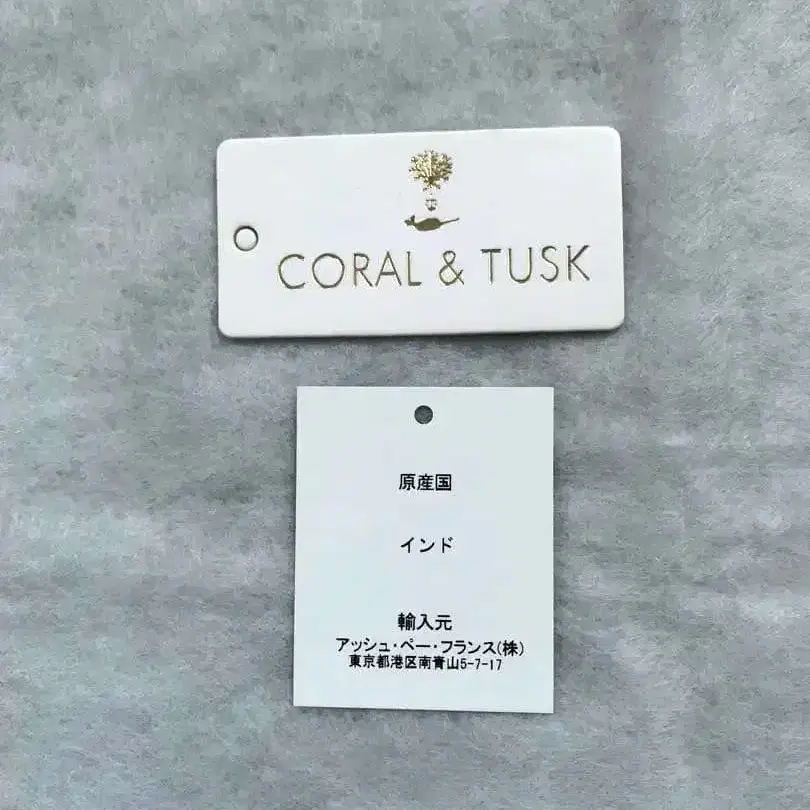 CORAL & TUSK
原産国
インド
輸入元
アッシュ・ペー・フランス(株)
東京都港区南青山5-7-17